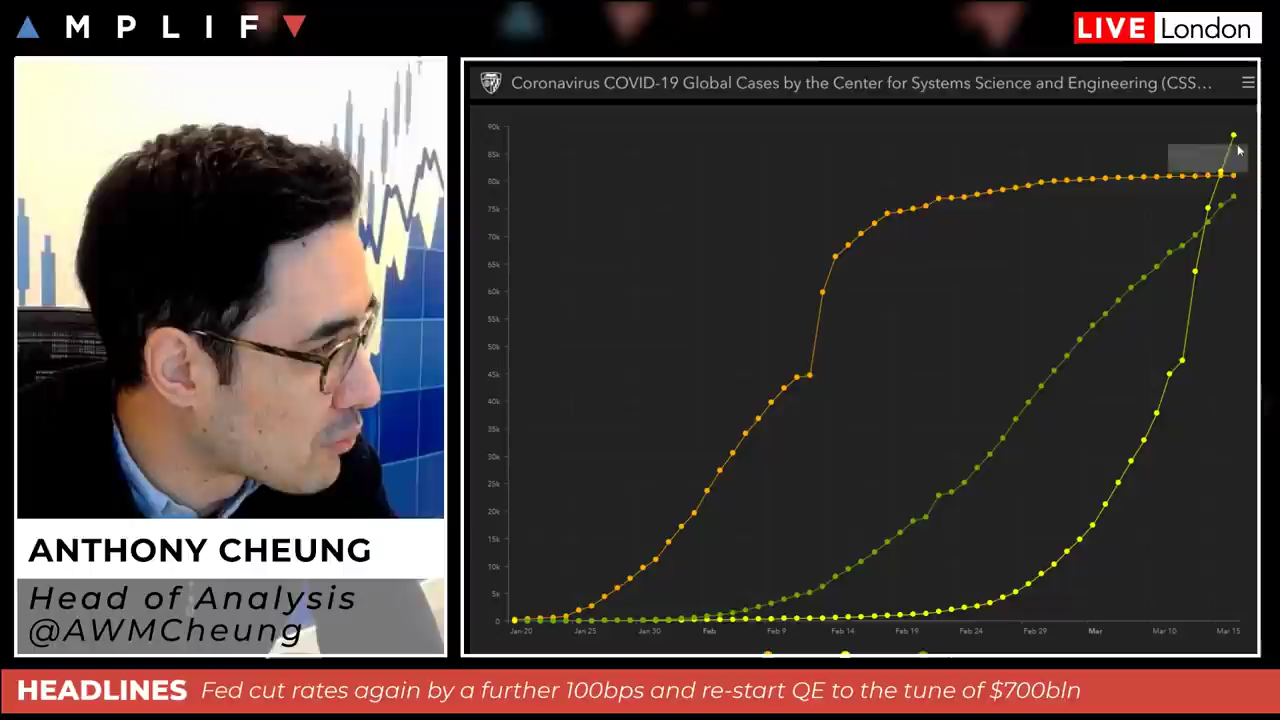 ▲MPLIF▼
LIVE London
Coronavirus COVID-19 Global Cases by the Center for Systems Science and Engineering (CSS...
90k
85k
80k
75k
70k
65k
60k
55k
50k
45k
40k
35k
30k
25k
20k
15k
10k
5k
0
Jan 20 Jan 25 Jan 30 Feb Feb 9 Feb 14 Feb 19 Feb 24 Feb 29 Mar Mar 10 Mar 15
ANTHONY CHEUNG
Head of Analysis
@AWMCheung
HEADLINES Fed cut rates again by a further 100bps and re-start QE to the tune of $700bln